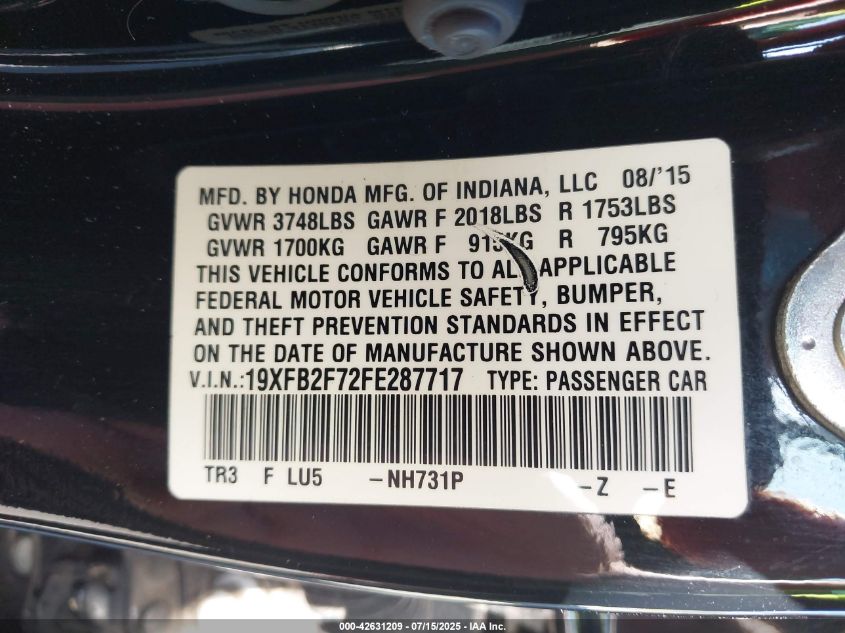 MFD. BY HONDA MFG. OF INDIANA, LLC 08/'15
GVWR 3748LBS GAWR F 2018LBS R 1753LBS
GVWR 1700KG GAWR F R 795KG
THIS VEHICLE CONFORMS TO ALL APPLICABLE
FEDERAL MOTOR VEHICLE SAFETY, BUMPER,
AND THEFT PREVENTION STANDARDS IN EFFECT
ON THE DATE OF MANUFACTURE SHOWN ABOVE.
V.I.N.:19XFB2F72FE287717 TYPE: PASSENGER CAR
TR3 F LU5 -NH731P -Z -E
000-42631209 - 07/15/2025 - IAA, Inc.